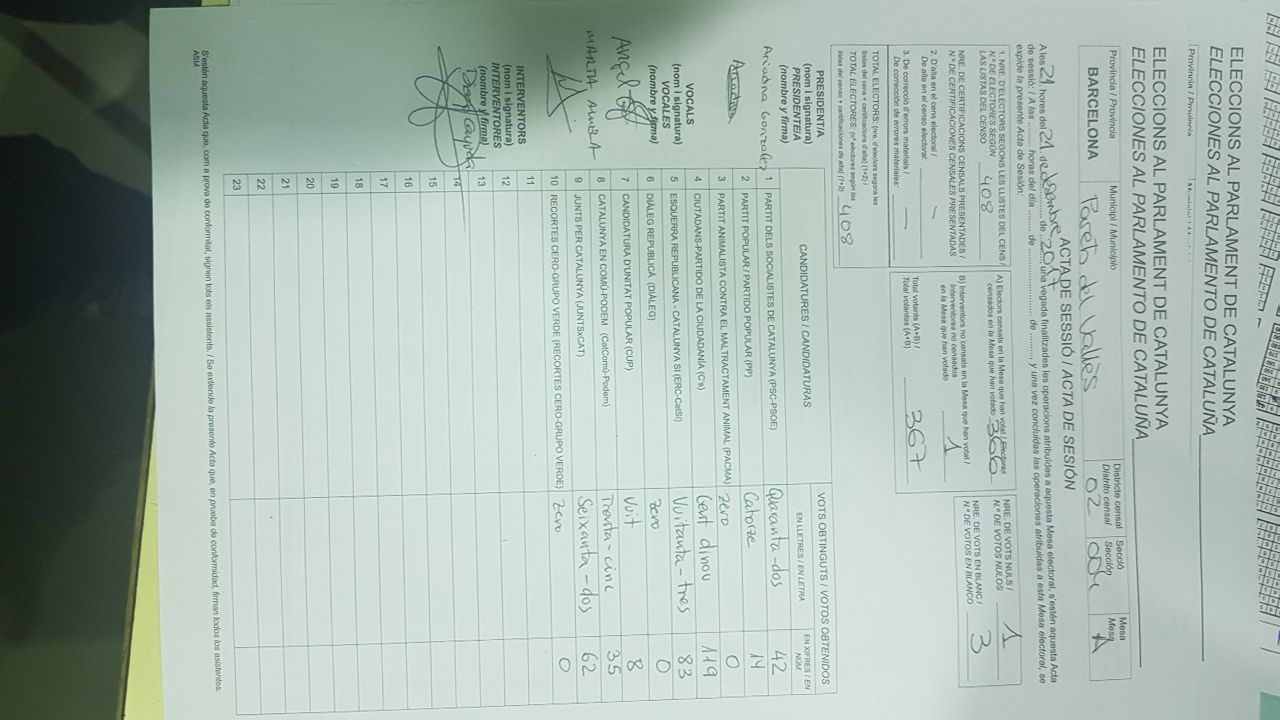 ELECCIONS AL PARLAMENT DE CATALUNYA
ELECCIONES AL PARLAMENTO DE CATALUÑA
Província / Provincia
ELECCIONS AL PARLAMENT DE CATALUNYA
ELECCIONES AL PARLAMENTO DE CATALUÑA
Província / Provincia Municipi / Municipio Districte censal Distrito censal Secció Sección Mesa Mesa
BARCELONA Parets del Vallès 02 004 A
ACTA DE SESSIÓ / ACTA DE SESIÓN
A les 21 hores del 21 de desembre de 2017 una vegada finalitzades les operacions atribuïdes a aquesta Mesa electoral, s'estén aquesta Acta
de sessió: / A las ........ horas del día ........ de ........................ de ........, y una vez concluidas las operaciones atribuidas a esta Mesa electoral, se
expide la presente Acta de Sesión:
1. NRE. D'ELECTORS SEGONS LES LLISTES DEL CENS /
N.º DE ELECTORES SEGÚN
LAS LISTAS DEL CENSO 408
NRE. DE CERTIFICACIONS CENSALS PRESENTADES /
N.º DE CERTIFICACIONES CENSALES PRESENTADAS
2. D'alta en el cens electoral /
De alta en el censo electoral: —
3. De correcció d'errors materials /
De corrección de errores materiales: —
TOTAL ELECTORS: (nre. d'electors segons les
llistes del cens + certificacions d'alta) (1+2) /
TOTAL ELECTORES: (nº electores según las
listas del censo + certificaciones de alta) (1+2) 408
A) Electors censats en la Mesa que han votat / Electores
censados en la Mesa que han votado 366
B) Interventors no censats en la Mesa que han votat /
Interventores no censados
en la Mesa que han votado 1
Total votants (A+B) /
Total votantes (A+B) 367
NRE. DE VOTS NULS /
N.º DE VOTOS NULOS 1
NRE. DE VOTS EN BLANC /
N.º DE VOTOS EN BLANCO 3
CANDIDATURES / CANDIDATURAS
VOTS OBTINGUTS / VOTOS OBTENIDOS
EN LLETRES / EN LETRA EN XIFRES / EN NÚM.
1 PARTIT DELS SOCIALISTES DE CATALUNYA (PSC-PSOE) Quaranta-dos 42
2 PARTIT POPULAR / PARTIDO POPULAR (PP) Catorze 14
3 PARTIT ANIMALISTA CONTRA EL MALTRACTAMENT ANIMAL (PACMA) zero 0
4 CIUTADANS-PARTIDO DE LA CIUDADANÍA (C's) Cent dinou 119
5 ESQUERRA REPUBLICANA - CATALUNYA SI (ERC-CatSI) Vuitanta-tres 83
6 DIÀLEG REPUBLICÀ (DIÀLEG) zero 0
7 CANDIDATURA D'UNITAT POPULAR (CUP) Vuit 8
8 CATALUNYA EN COMÚ-PODEM (CatComú-Podem) Trenta-cinc 35
9 JUNTS PER CATALUNYA (JUNTSxCAT) Seixanta-dos 62
10 RECORTES CERO-GRUPO VERDE (RECORTES CERO-GRUPO VERDE) zero 0
11
12
13
14
15
16
17
18
19
20
21
22
23
PRESIDENT/A
(nom i signatura)
PRESIDENTE/A
(nombre y firma)
Ariadna Gonzalez
Ariadna
VOCALS
(nom i signatura)
VOCALES
(nombre y firma)
Angel
MARTA
INTERVENTORS
(nom i signatura)
INTERVENTORES
(nombre y firma)
S'estén aquesta Acta que, com a prova de conformitat, signen tots els assistents. / Se extiende la presente Acta que, en prueba de conformidad, firman todos los asistentes.
ASM